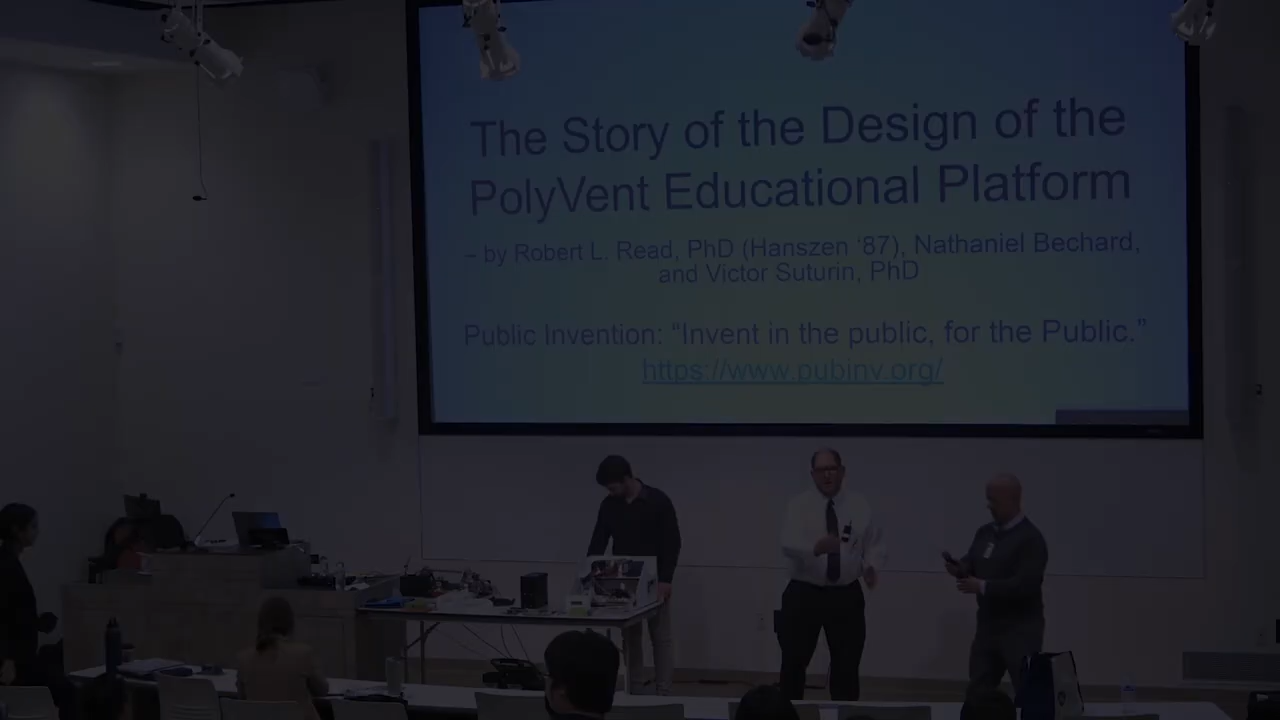 The Story of the Design of the
PolyVent Educational Platform
– by Robert L. Read, PhD (Hanszen ‘87), Nathaniel Bechard,
and Victor Suturin, PhD
Public Invention: “Invent in the public, for the Public.”
https://www.pubinv.org/